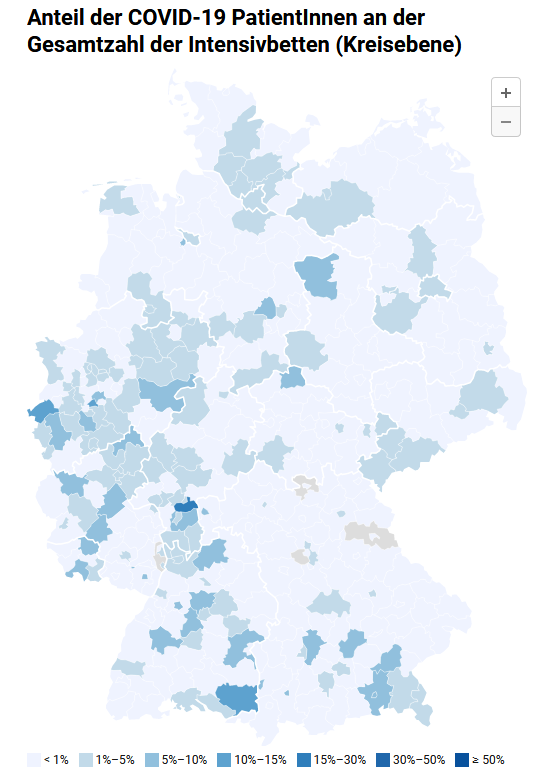 Anteil der COVID-19 PatientInnen an der
Gesamtzahl der Intensivbetten (Kreisebene)
+
−
< 1% 1%–5% 5%–10% 10%–15% 15%–30% 30%–50% ≥ 50%